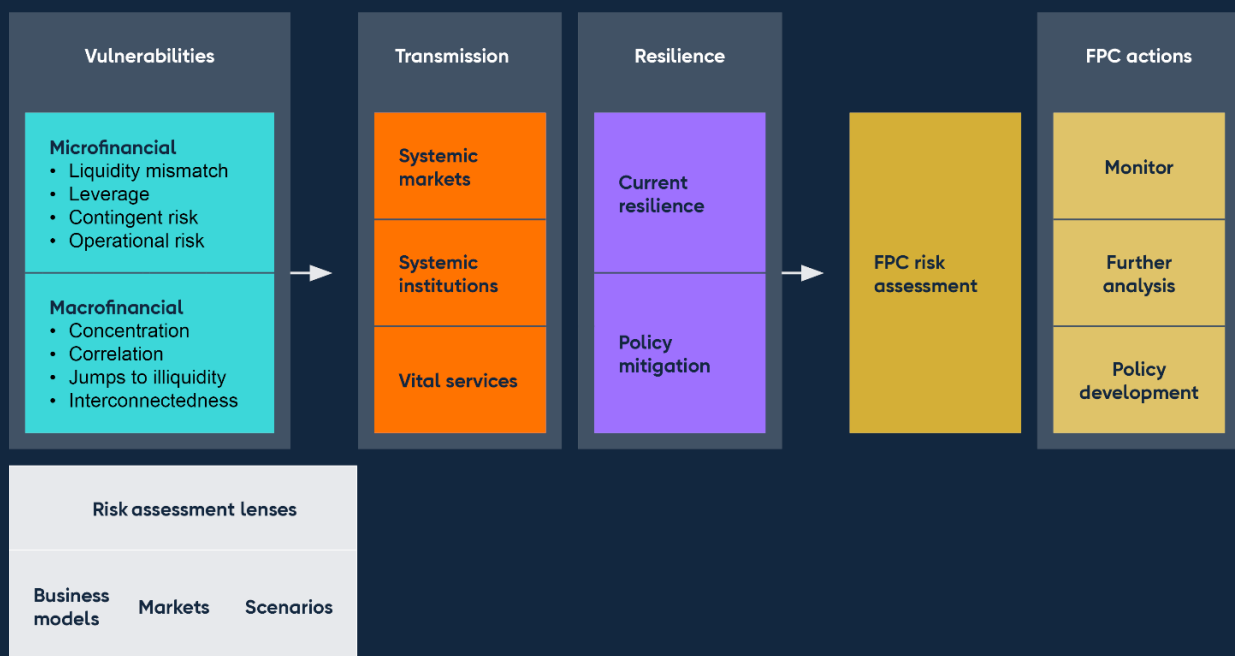 Vulnerabilities
Microfinancial
• Liquidity mismatch
• Leverage
• Contingent risk
• Operational risk
Macrofinancial
• Concentration
• Correlation
• Jumps to illiquidity
• Interconnectedness
Transmission
Systemic
markets
Systemic
institutions
Vital services
Resilience
Current
resilience
Policy
mitigation
FPC risk
assessment
FPC actions
Monitor
Further
analysis
Policy
development
Risk assessment lenses
Business
models
Markets
Scenarios